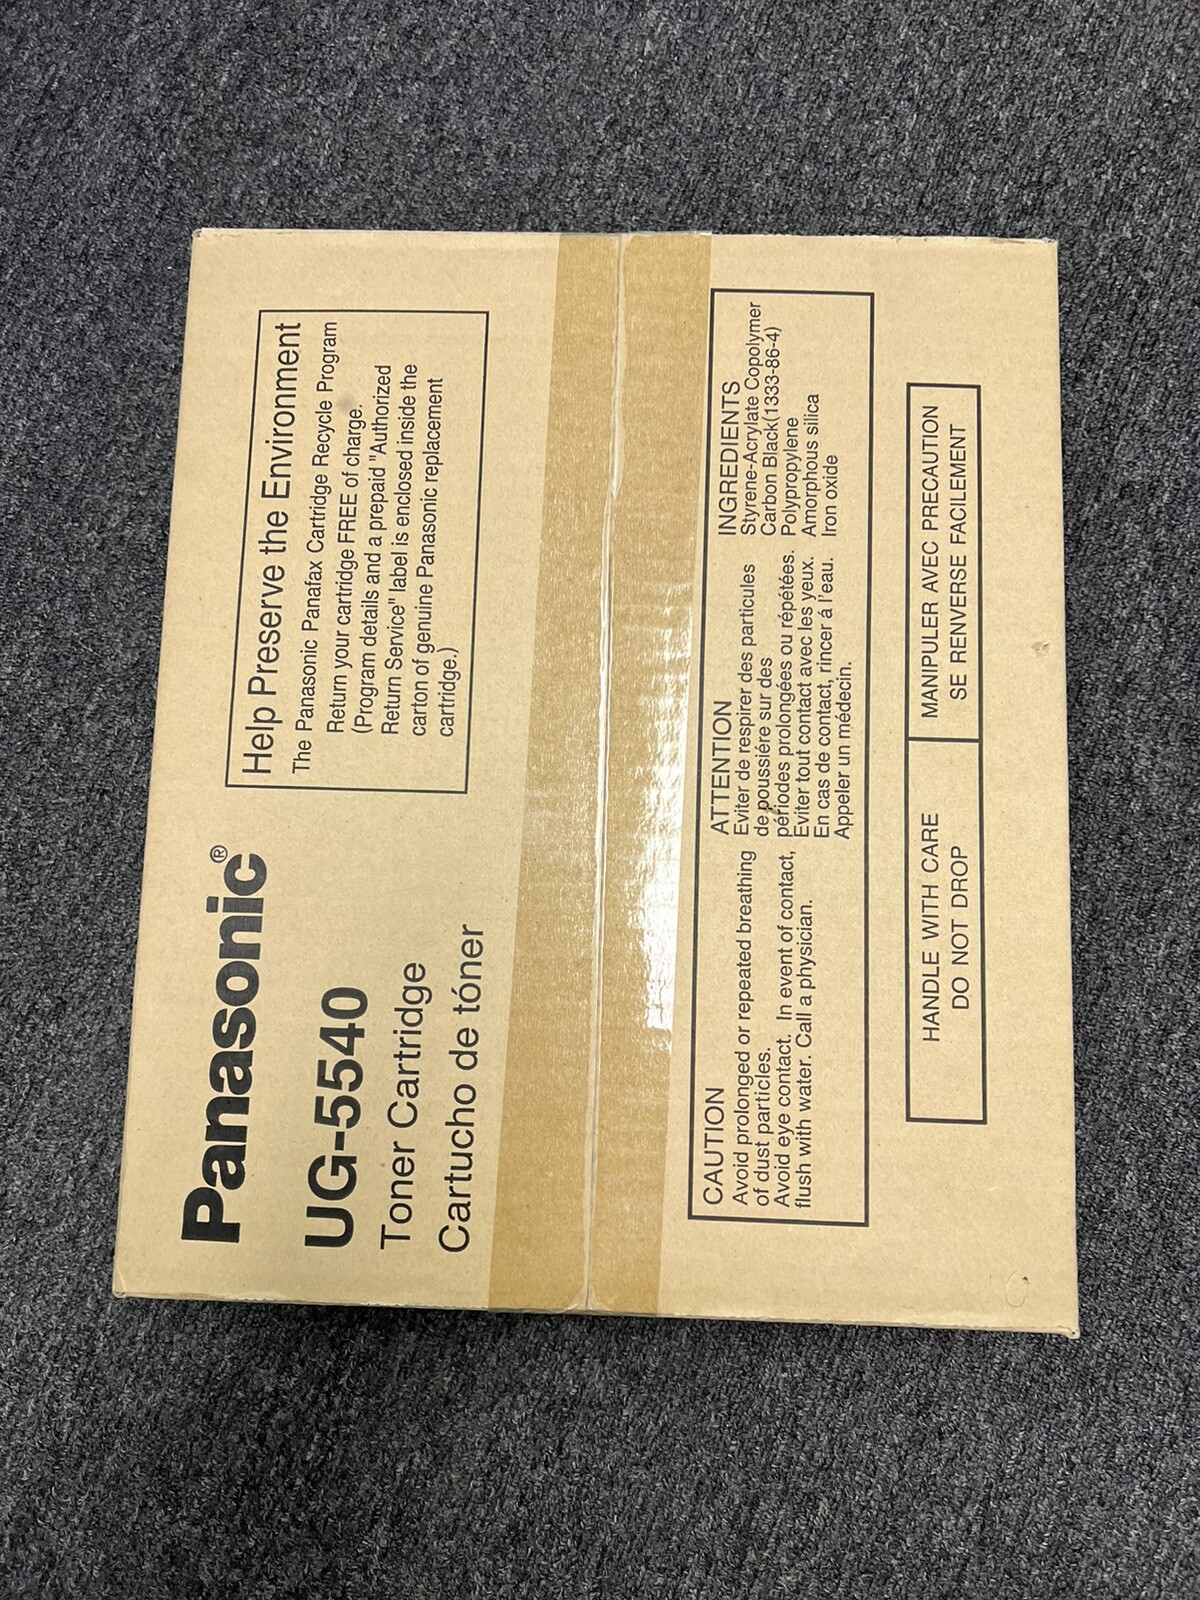 Panasonic®
UG-5540
Toner Cartridge
Cartucho de tóner
Help Preserve the Environment
The Panasonic Panafax Cartridge Recycle Program
Return your cartridge FREE of charge.
(Program details and a prepaid "Authorized
Return Service" label is enclosed inside the
carton of genuine Panasonic replacement
cartridge.)
CAUTION
Avoid prolonged or repeated breathing
of dust particles.
Avoid eye contact. In event of contact,
flush with water. Call a physician.
ATTENTION
Eviter de respirer des particules
de poussiére sur des
périodes prolongées ou répétées.
Eviter tout contact avec les yeux.
En cas de contact, rincer á l'eau.
Appeler un médecin.
INGREDIENTS
Styrene-Acrylate Copolymer
Carbon Black(1333-86-4)
Polypropylene
Amorphous silica
Iron oxide
HANDLE WITH CARE
DO NOT DROP
MANIPULER AVEC PRECAUTION
SE RENVERSE FACILEMENT